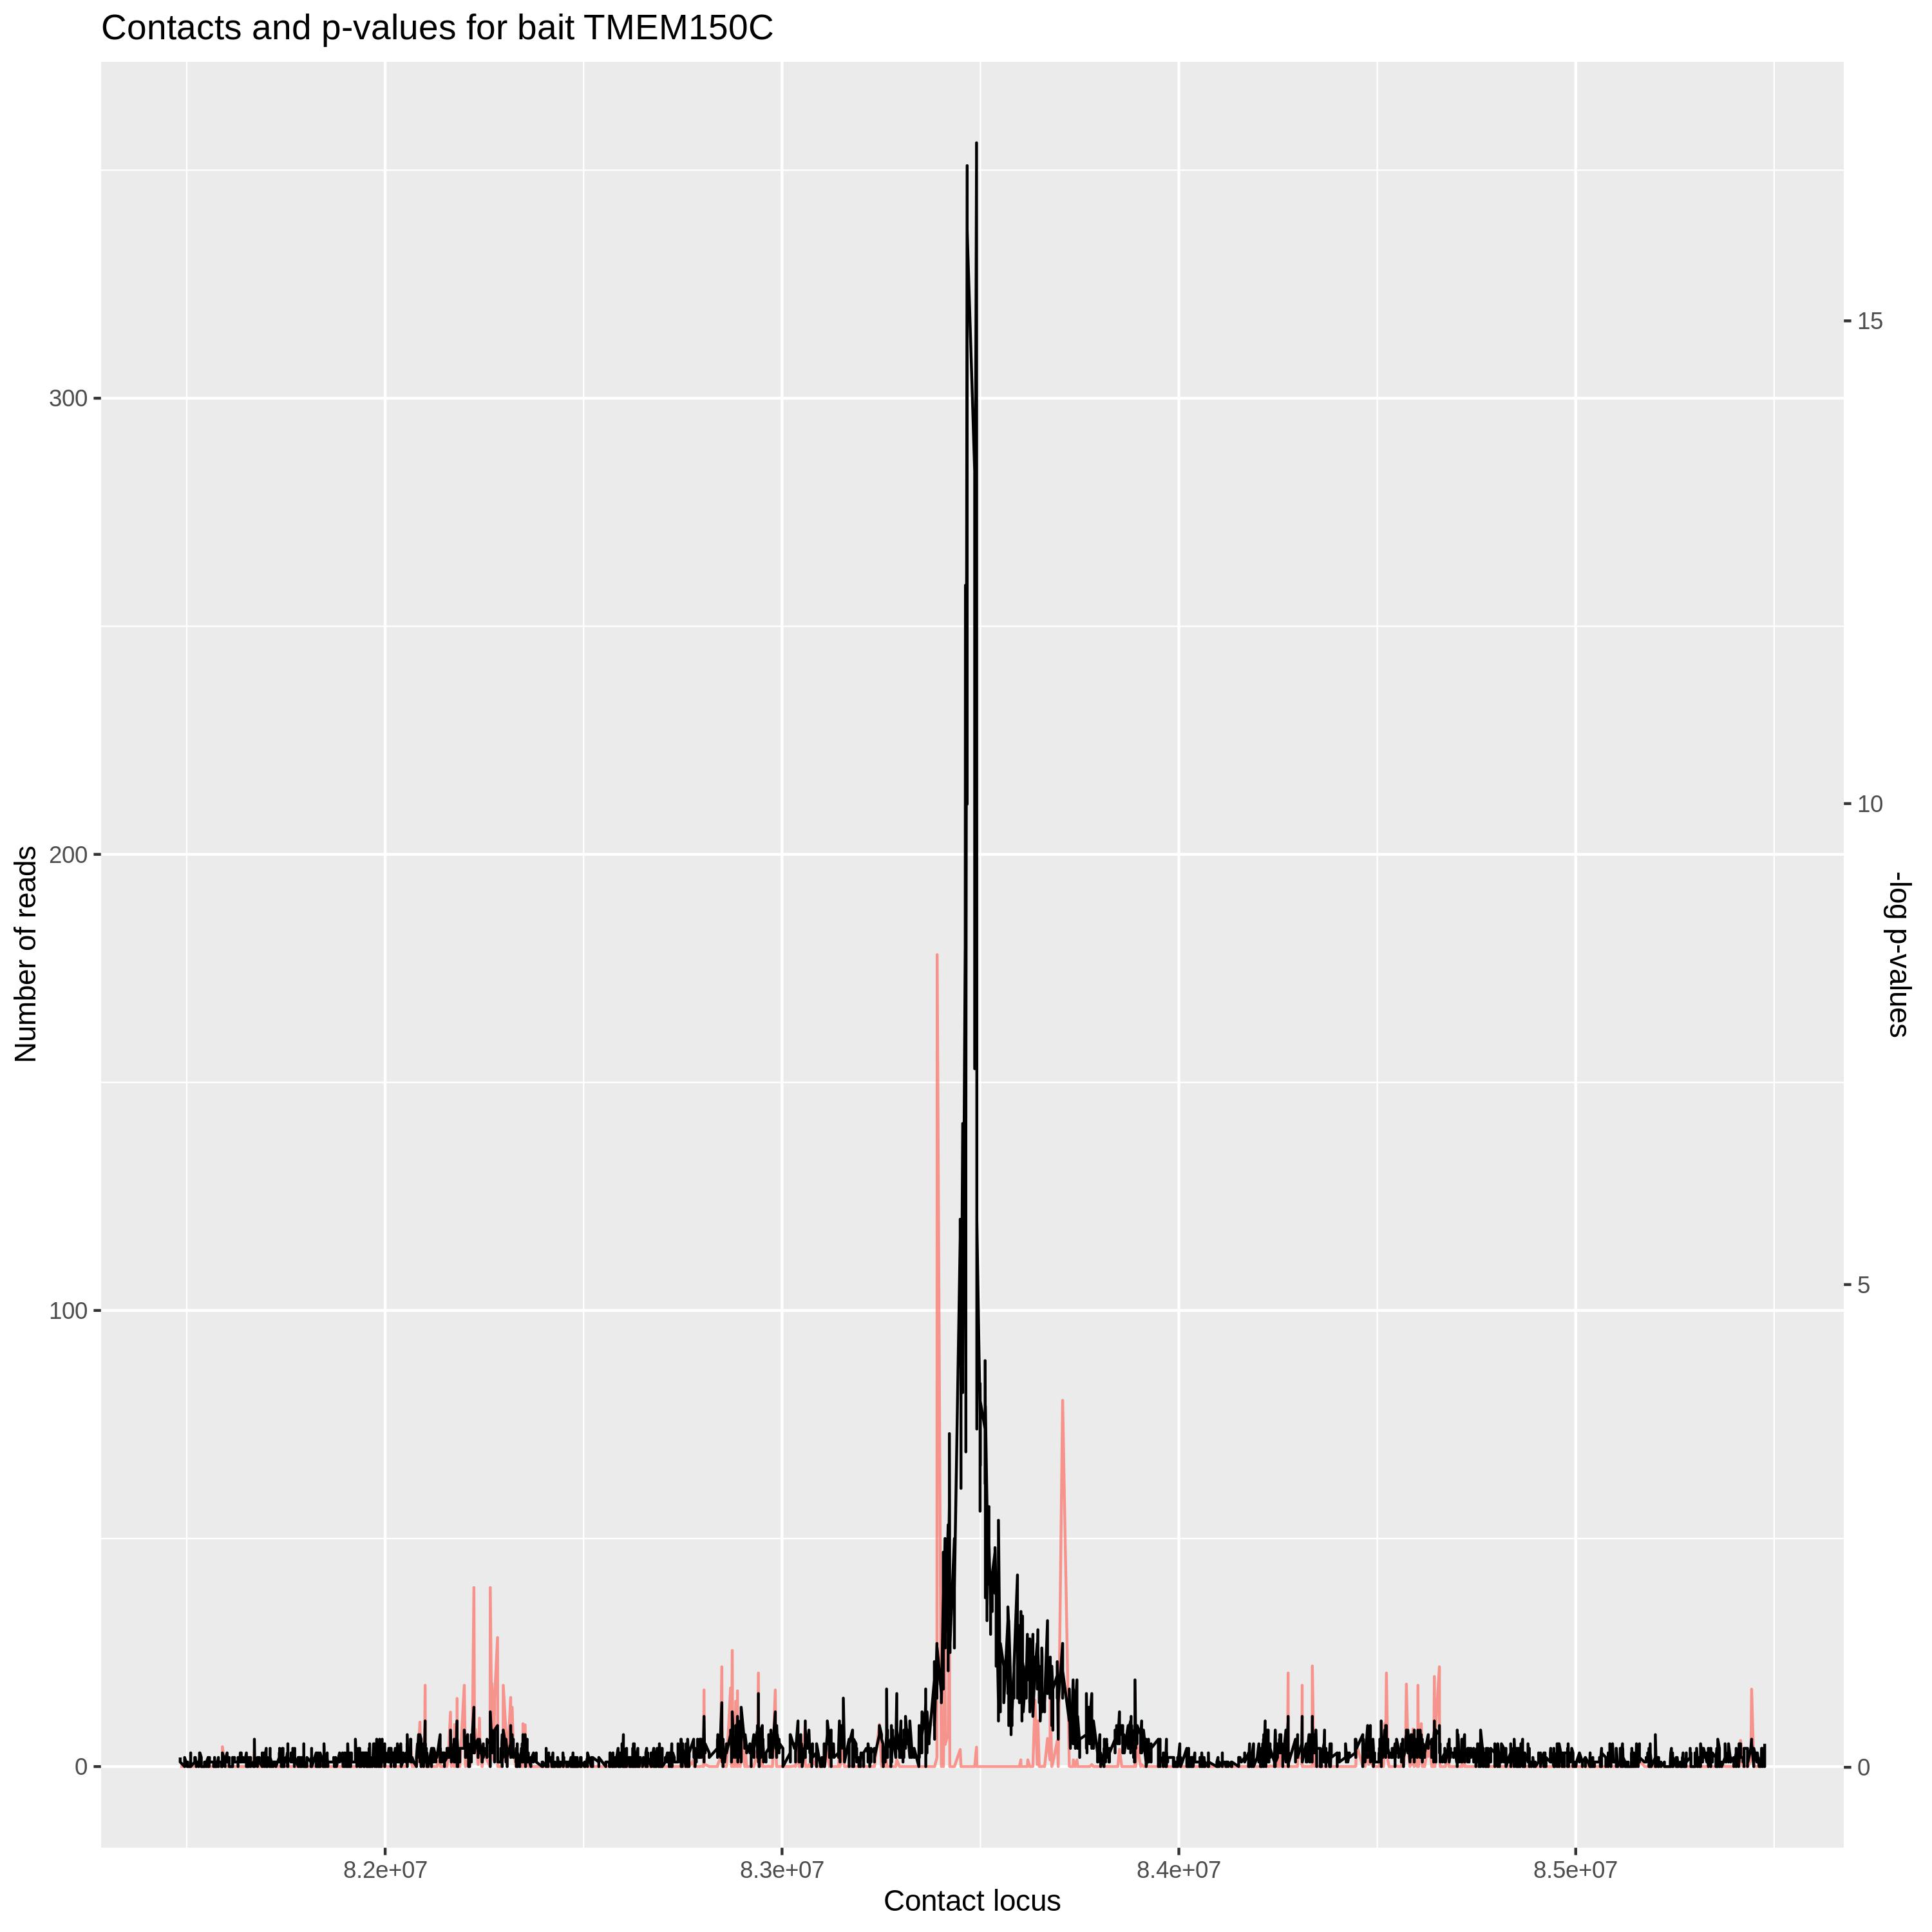 Contacts and p-values for bait TMEM150C
Number of reads
300
200
100
0
15
10
5
0
-log p-values
8.2e+07
8.3e+07
8.4e+07
8.5e+07
Contact locus